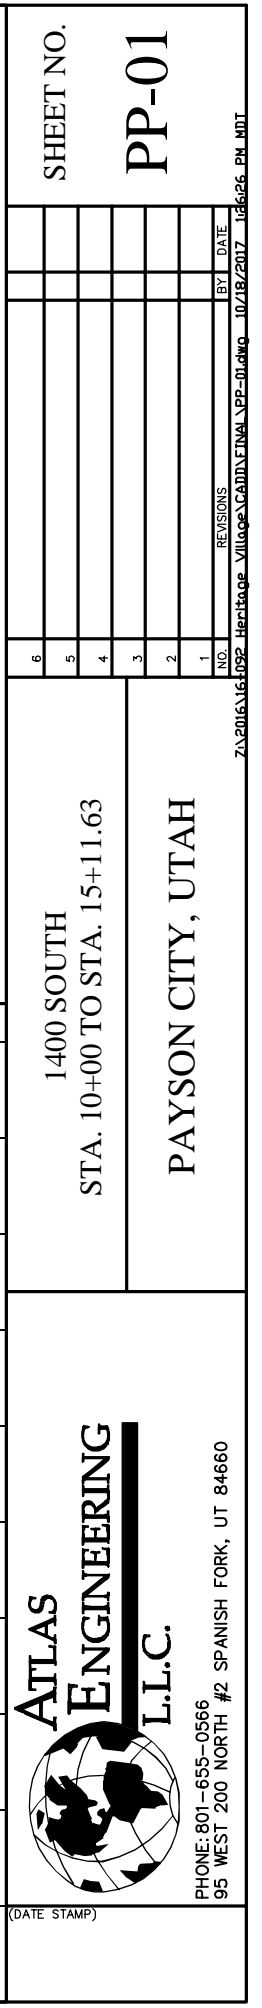 (DATE STAMP)
ATLAS
ENGINEERING
L.L.C.
PHONE: 801-655-0566
95 WEST 200 NORTH #2 SPANISH FORK, UT 84660
1400 SOUTH
STA. 10+00 TO STA. 15+11.63
PAYSON CITY, UTAH
6
5
4
3
2
1
NO. REVISIONS BY DATE
SHEET NO.
PP-01
Z:\2016\16-092 Heritage Village\CADD\FINAL\PP-01.dwg 10/18/2017 1:26:26 PM MDT